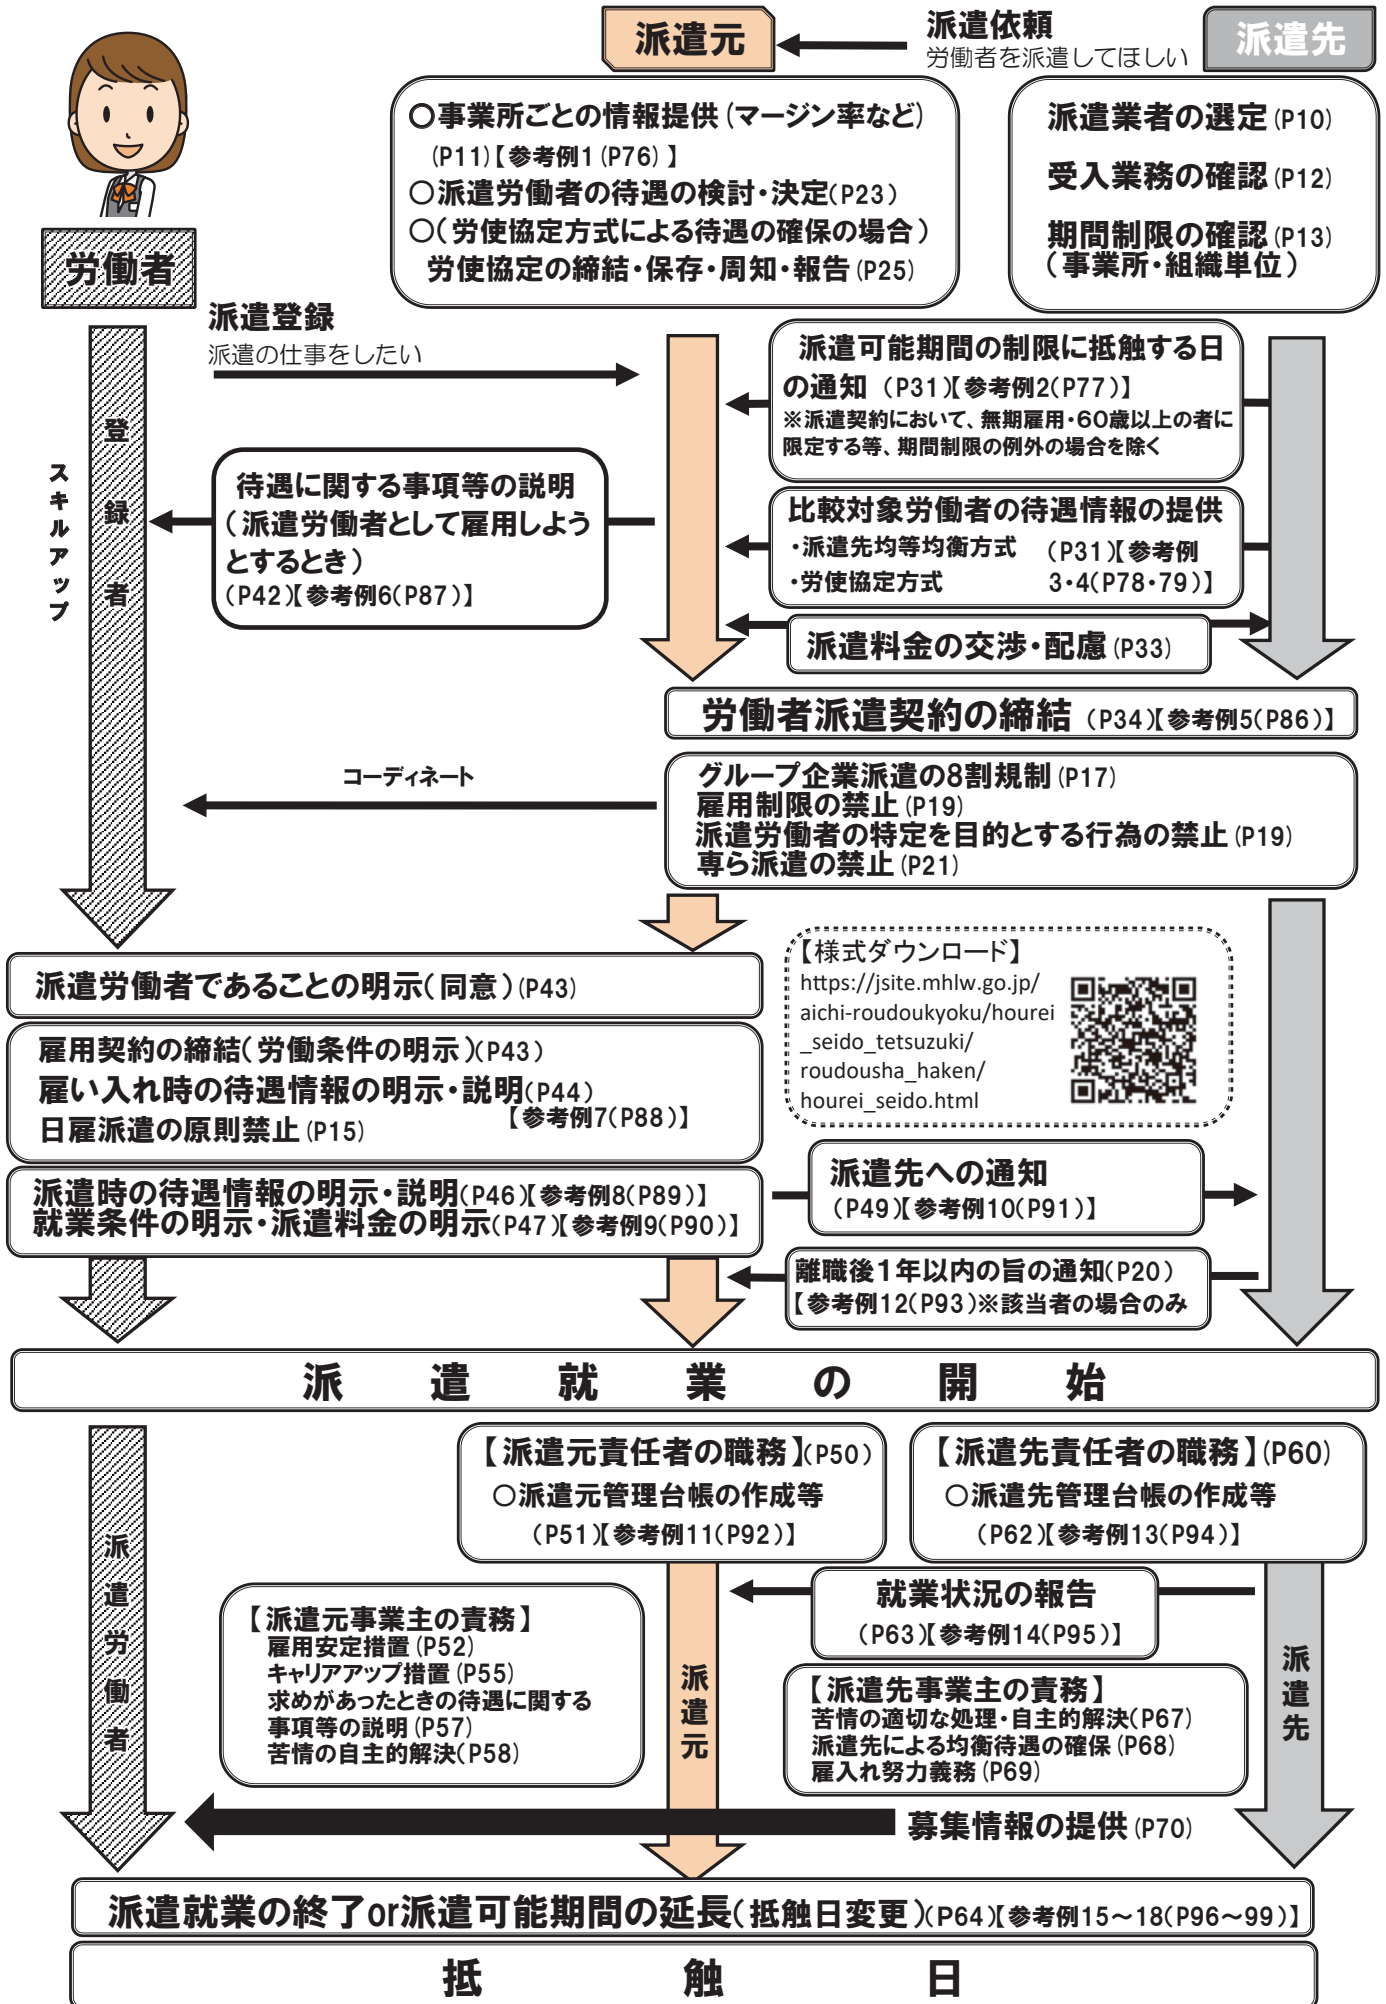 派遣元
派遣依頼
労働者を派遣してほしい
派遣先
○事業所ごとの情報提供(マージン率など)
(P11)【参考例1(P76)】
○派遣労働者の待遇の検討・決定(P23)
○(労使協定方式による待遇の確保の場合)
労使協定の締結・保存・周知・報告(P25)
派遣業者の選定(P10)
受入業務の確認(P12)
期間制限の確認(P13)
(事業所・組織単位)
労働者
派遣登録
派遣の仕事をしたい
派遣可能期間の制限に抵触する日
の通知 (P31)【参考例2(P77)】
※派遣契約において、無期雇用・60歳以上の者に
限定する等、期間制限の例外の場合を除く
登録者
スキルアップ
待遇に関する事項等の説明
(派遣労働者として雇用しよう
とするとき)
(P42)【参考例6(P87)】
比較対象労働者の待遇情報の提供
・派遣先均等均衡方式 (P31)【参考例
・労使協定方式 3・4(P78・79)】
派遣料金の交渉・配慮(P33)
労働者派遣契約の締結 (P34)【参考例5(P86)】
コーディネート
グループ企業派遣の8割規制(P17)
雇用制限の禁止(P19)
派遣労働者の特定を目的とする行為の禁止(P19)
専ら派遣の禁止(P21)
派遣労働者であることの明示(同意)(P43)
雇用契約の締結(労働条件の明示)(P43)
雇い入れ時の待遇情報の明示・説明(P44)
【参考例7(P88)】
日雇派遣の原則禁止(P15)
【様式ダウンロード】
https://jsite.mhlw.go.jp/
aichi-roudoukyoku/hourei
_seido_tetsuzuki/
roudousha_haken/
hourei_seido.html
派遣時の待遇情報の明示・説明(P46)【参考例8(P89)】
就業条件の明示・派遣料金の明示(P47)【参考例9(P90)】
派遣先への通知
(P49)【参考例10(P91)】
離職後1年以内の旨の通知(P20)
【参考例12(P93)※該当者の場合のみ
派遣就業の開始
【派遣元責任者の職務】(P50)
○派遣元管理台帳の作成等
(P51)【参考例11(P92)】
【派遣先責任者の職務】(P60)
○派遣先管理台帳の作成等
(P62)【参考例13(P94)】
派遣労働者
【派遣元事業主の責務】
雇用安定措置(P52)
キャリアアップ措置(P55)
求めがあったときの待遇に関する
事項等の説明(P57)
苦情の自主的解決(P58)
派遣元
就業状況の報告
(P63)【参考例14(P95)】
【派遣先事業主の責務】
苦情の適切な処理・自主的解決(P67)
派遣先による均衡待遇の確保(P68)
雇入れ努力義務(P69)
派遣先
募集情報の提供(P70)
派遣就業の終了or派遣可能期間の延長(抵触日変更)(P64)【参考例15～18(P96～99)】
抵触日